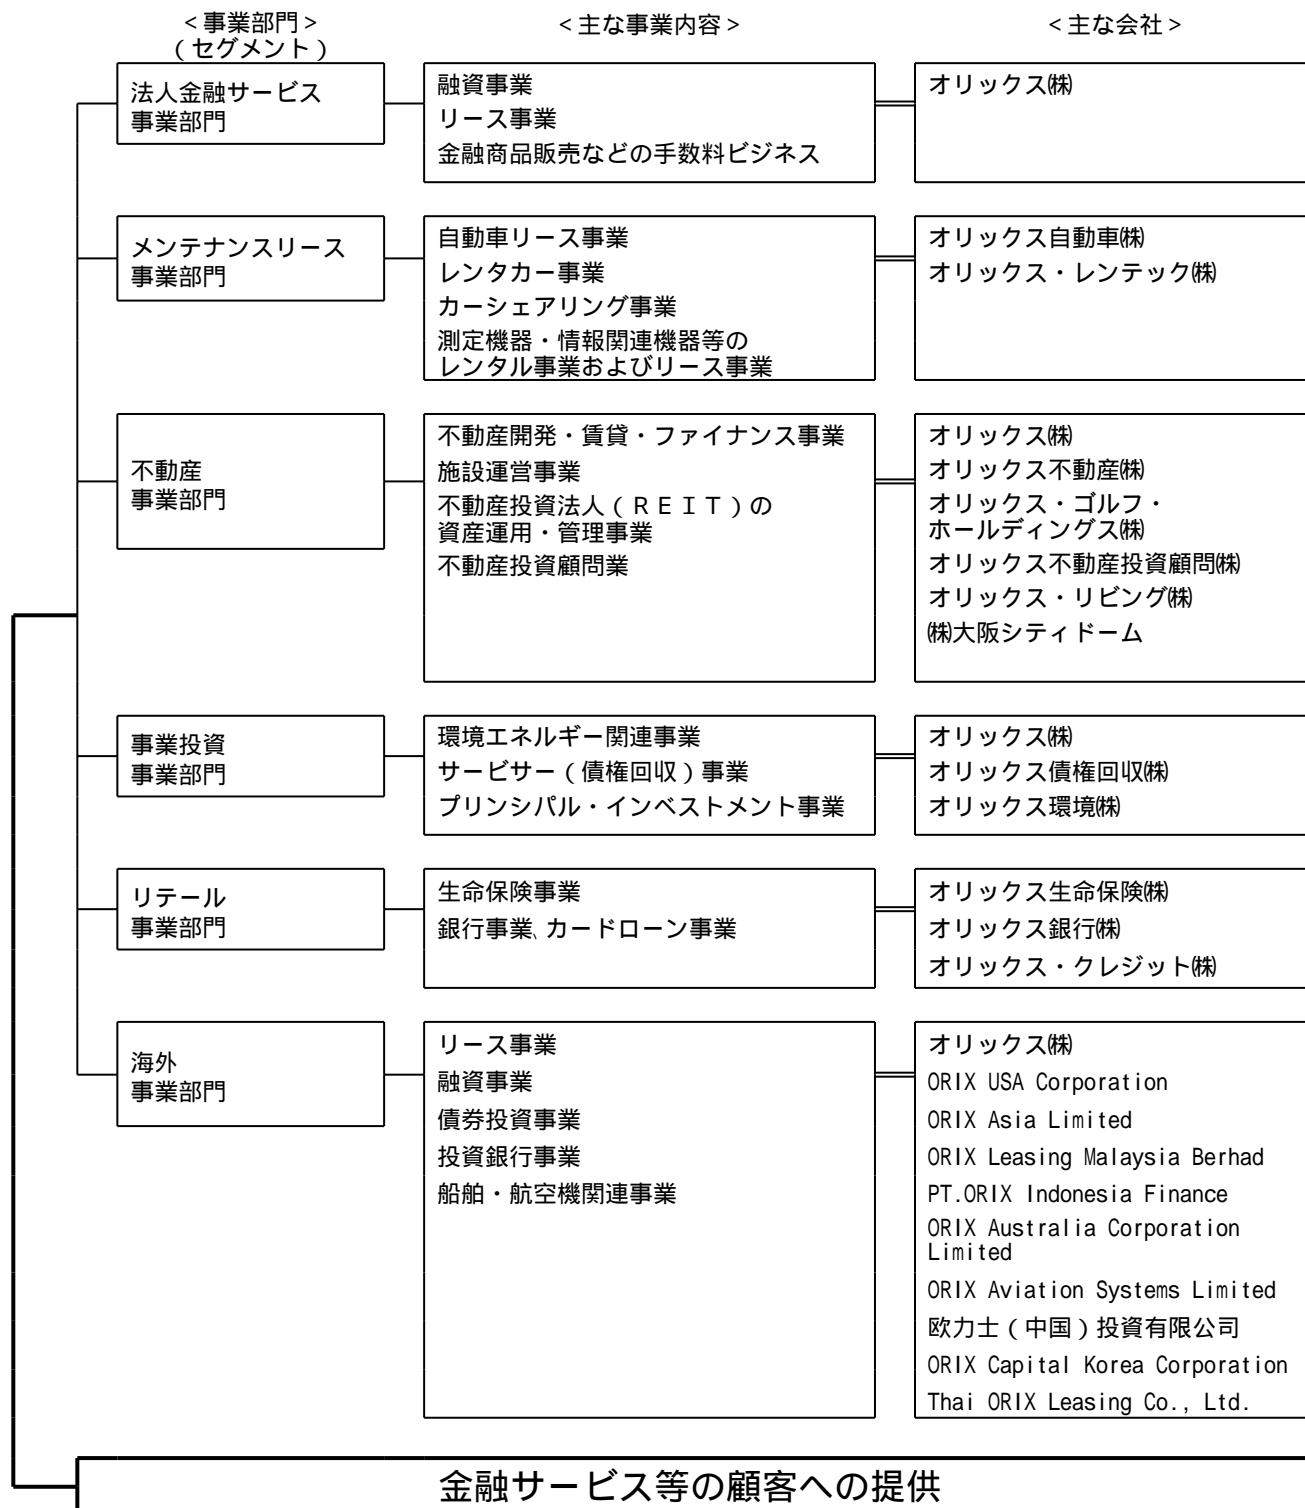 ＜事業部門＞
（セグメント）
＜主な事業内容＞
＜主な会社＞
法人金融サービス
事業部門
融資事業
リース事業
金融商品販売などの手数料ビジネス
オリックス㈱
メンテナンスリース
事業部門
自動車リース事業
レンタカー事業
カーシェアリング事業
測定機器・情報関連機器等の
レンタル事業およびリース事業
オリックス自動車㈱
オリックス・レンテック㈱
不動産
事業部門
不動産開発・賃貸・ファイナンス事業
施設運営事業
不動産投資法人（ＲＥＩＴ）の
資産運用・管理事業
不動産投資顧問業
オリックス㈱
オリックス不動産㈱
オリックス・ゴルフ・
ホールディングス㈱
オリックス不動産投資顧問㈱
オリックス・リビング㈱
㈱大阪シティドーム
事業投資
事業部門
環境エネルギー関連事業
サービサー（債権回収）事業
プリンシパル・インベストメント事業
オリックス㈱
オリックス債権回収㈱
オリックス環境㈱
リテール
事業部門
生命保険事業
銀行事業、カードローン事業
オリックス生命保険㈱
オリックス銀行㈱
オリックス・クレジット㈱
海外
事業部門
リース事業
融資事業
債券投資事業
投資銀行事業
船舶・航空機関連事業
オリックス㈱
ORIX USA Corporation
ORIX Asia Limited
ORIX Leasing Malaysia Berhad
PT.ORIX Indonesia Finance
ORIX Australia Corporation
Limited
ORIX Aviation Systems Limited
欧力士（中国）投資有限公司
ORIX Capital Korea Corporation
Thai ORIX Leasing Co., Ltd.
金融サービス等の顧客への提供